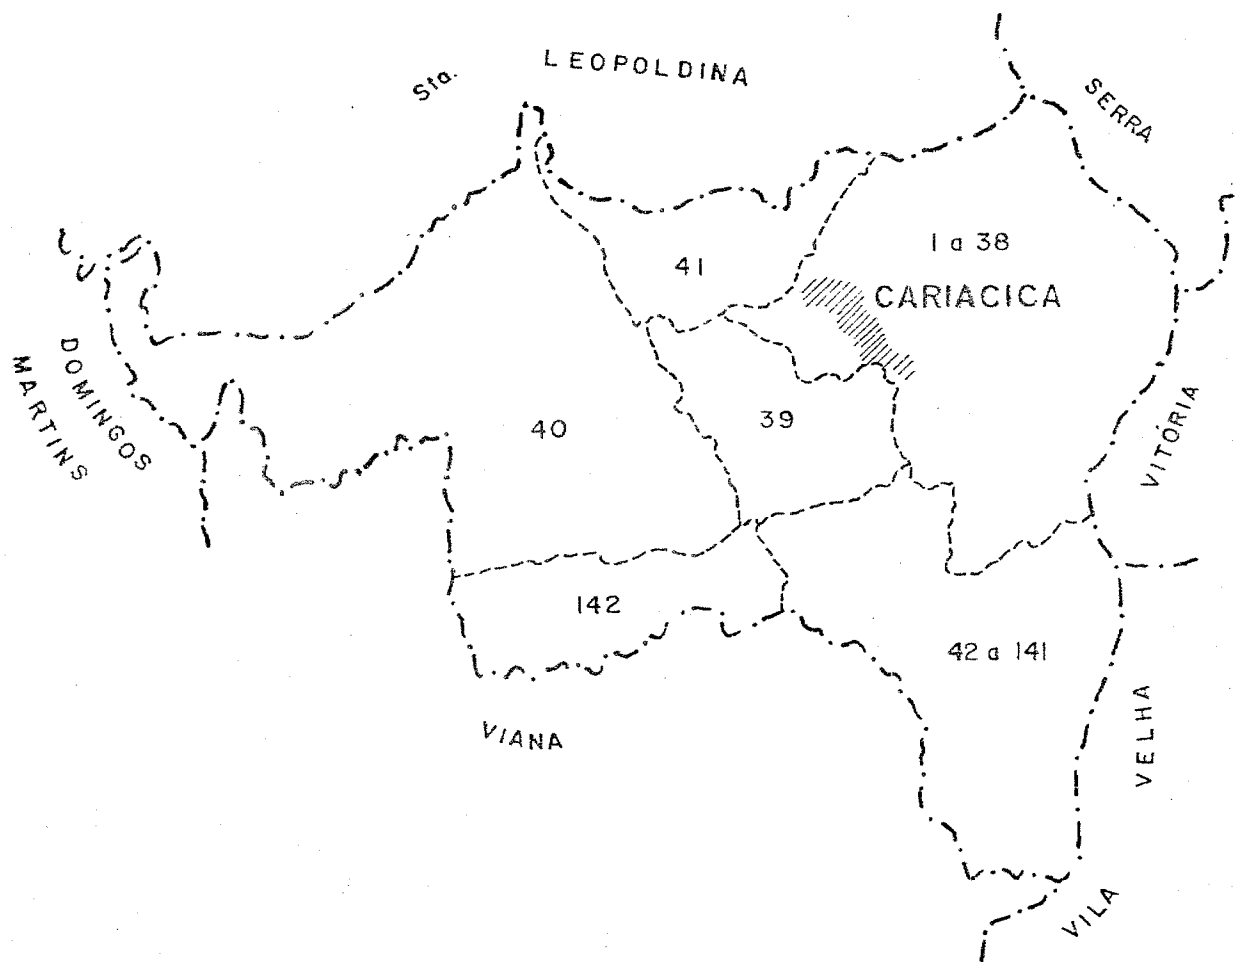 Sta. LEOPOLDINA
SERRA
1 a 38
41
CARIACICA
DOMINGOS
MARTINS
40
39
VITÓRIA
142
42 a 141
VIANA
VILA VELHA